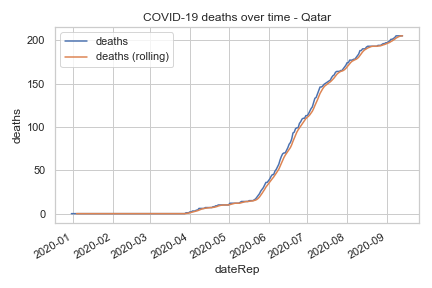 COVID-19 deaths over time - Qatar
deaths
deaths (rolling)
200
150
100
50
0
deaths
2020-01
2020-02
2020-03
2020-04
2020-05
2020-06
2020-07
2020-08
2020-09
dateRep